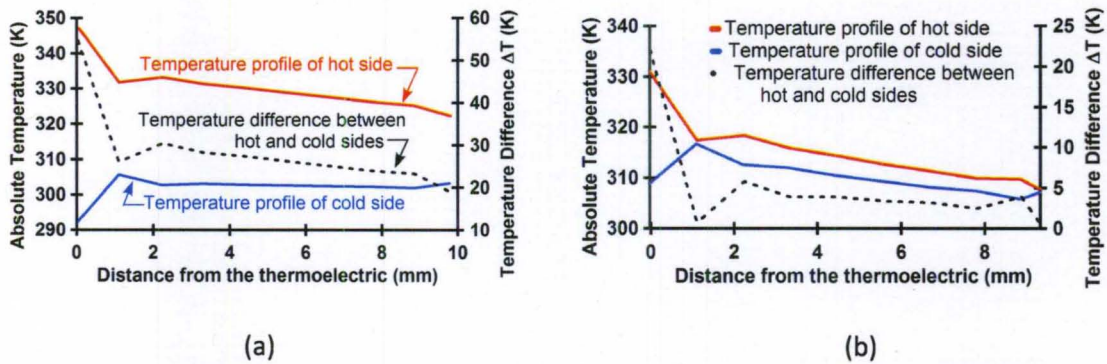 350
340
330
320
310
300
290
Absolute Temperature (K)
60
50
40
30
20
10
Temperature Difference ΔT (K)
Temperature profile of hot side
Temperature difference between
hot and cold sides
Temperature profile of cold side
0
2
4
6
8
10
Distance from the thermoelectric (mm)
(a)
340
330
320
310
300
Absolute Temperature (K)
25
20
15
10
5
0
Temperature Difference ΔT (K)
Temperature profile of hot side
Temperature profile of cold side
Temperature difference between
hot and cold sides
0
2
4
6
8
Distance from the thermoelectric (mm)
(b)